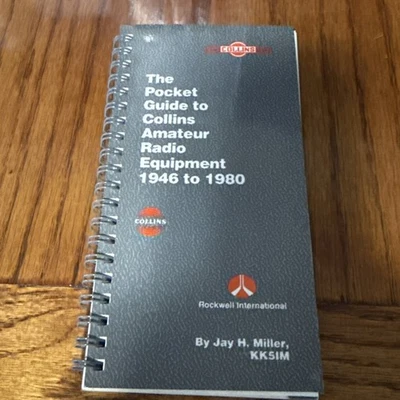 COLLINS
The
Pocket
Guide to
Collins
Amateur
Radio
Equipment
1946 to 1980
COLLINS
Rockwell International
By Jay H. Miller,
KK5IM